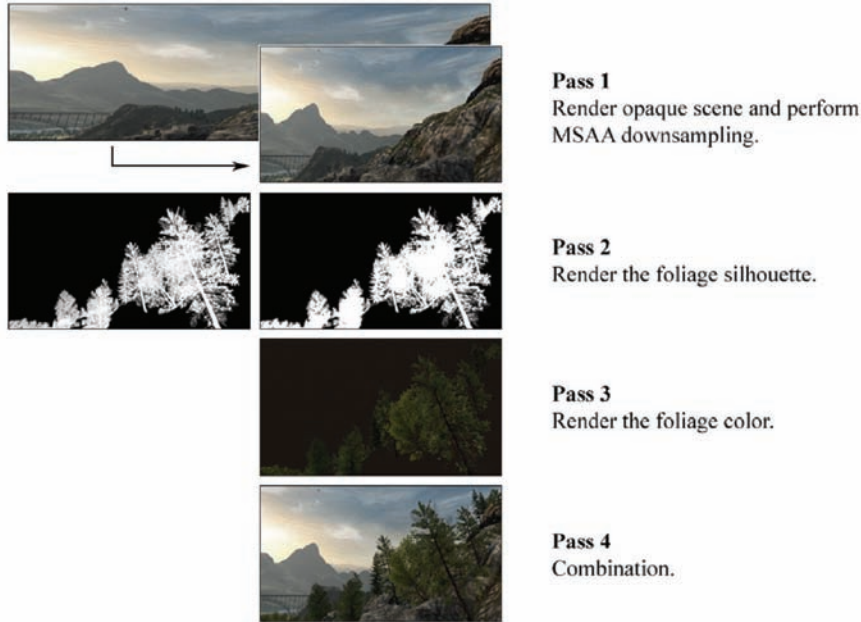 Pass 1
Render opaque scene and perform
MSAA downsampling.
Pass 2
Render the foliage silhouette.
Pass 3
Render the foliage color.
Pass 4
Combination.